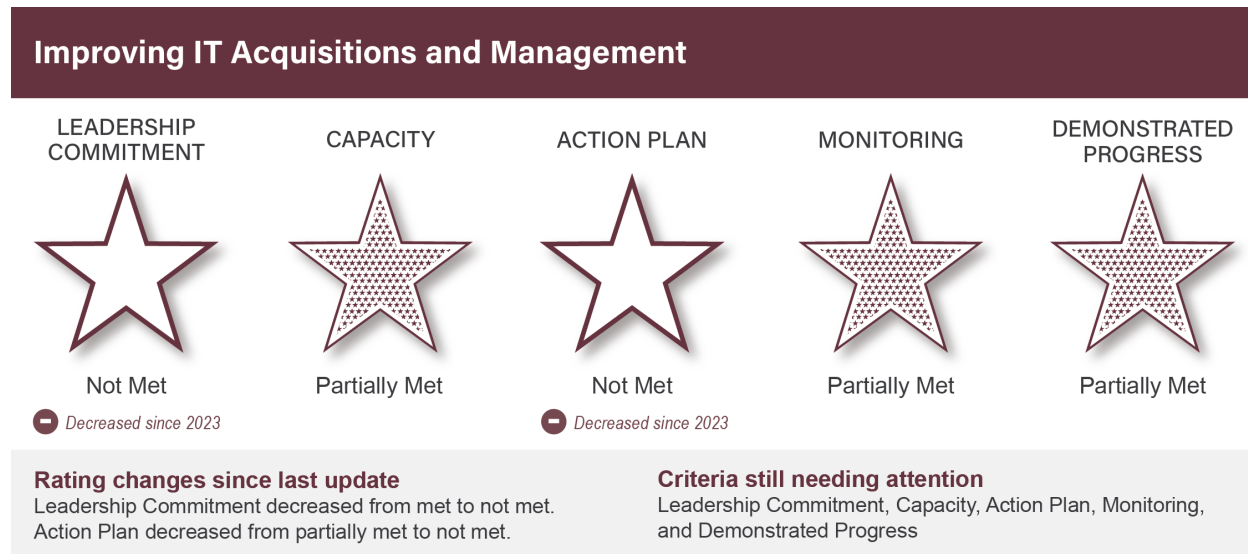 Improving IT Acquisitions and Management
LEADERSHIP
COMMITMENT
CAPACITY
ACTION PLAN
MONITORING
DEMONSTRATED
PROGRESS
Not Met
Partially Met
Not Met
Partially Met
Partially Met
Decreased since 2023
Decreased since 2023
Rating changes since last update
Leadership Commitment decreased from met to not met.
Action Plan decreased from partially met to not met.
Criteria still needing attention
Leadership Commitment, Capacity, Action Plan, Monitoring,
and Demonstrated Progress